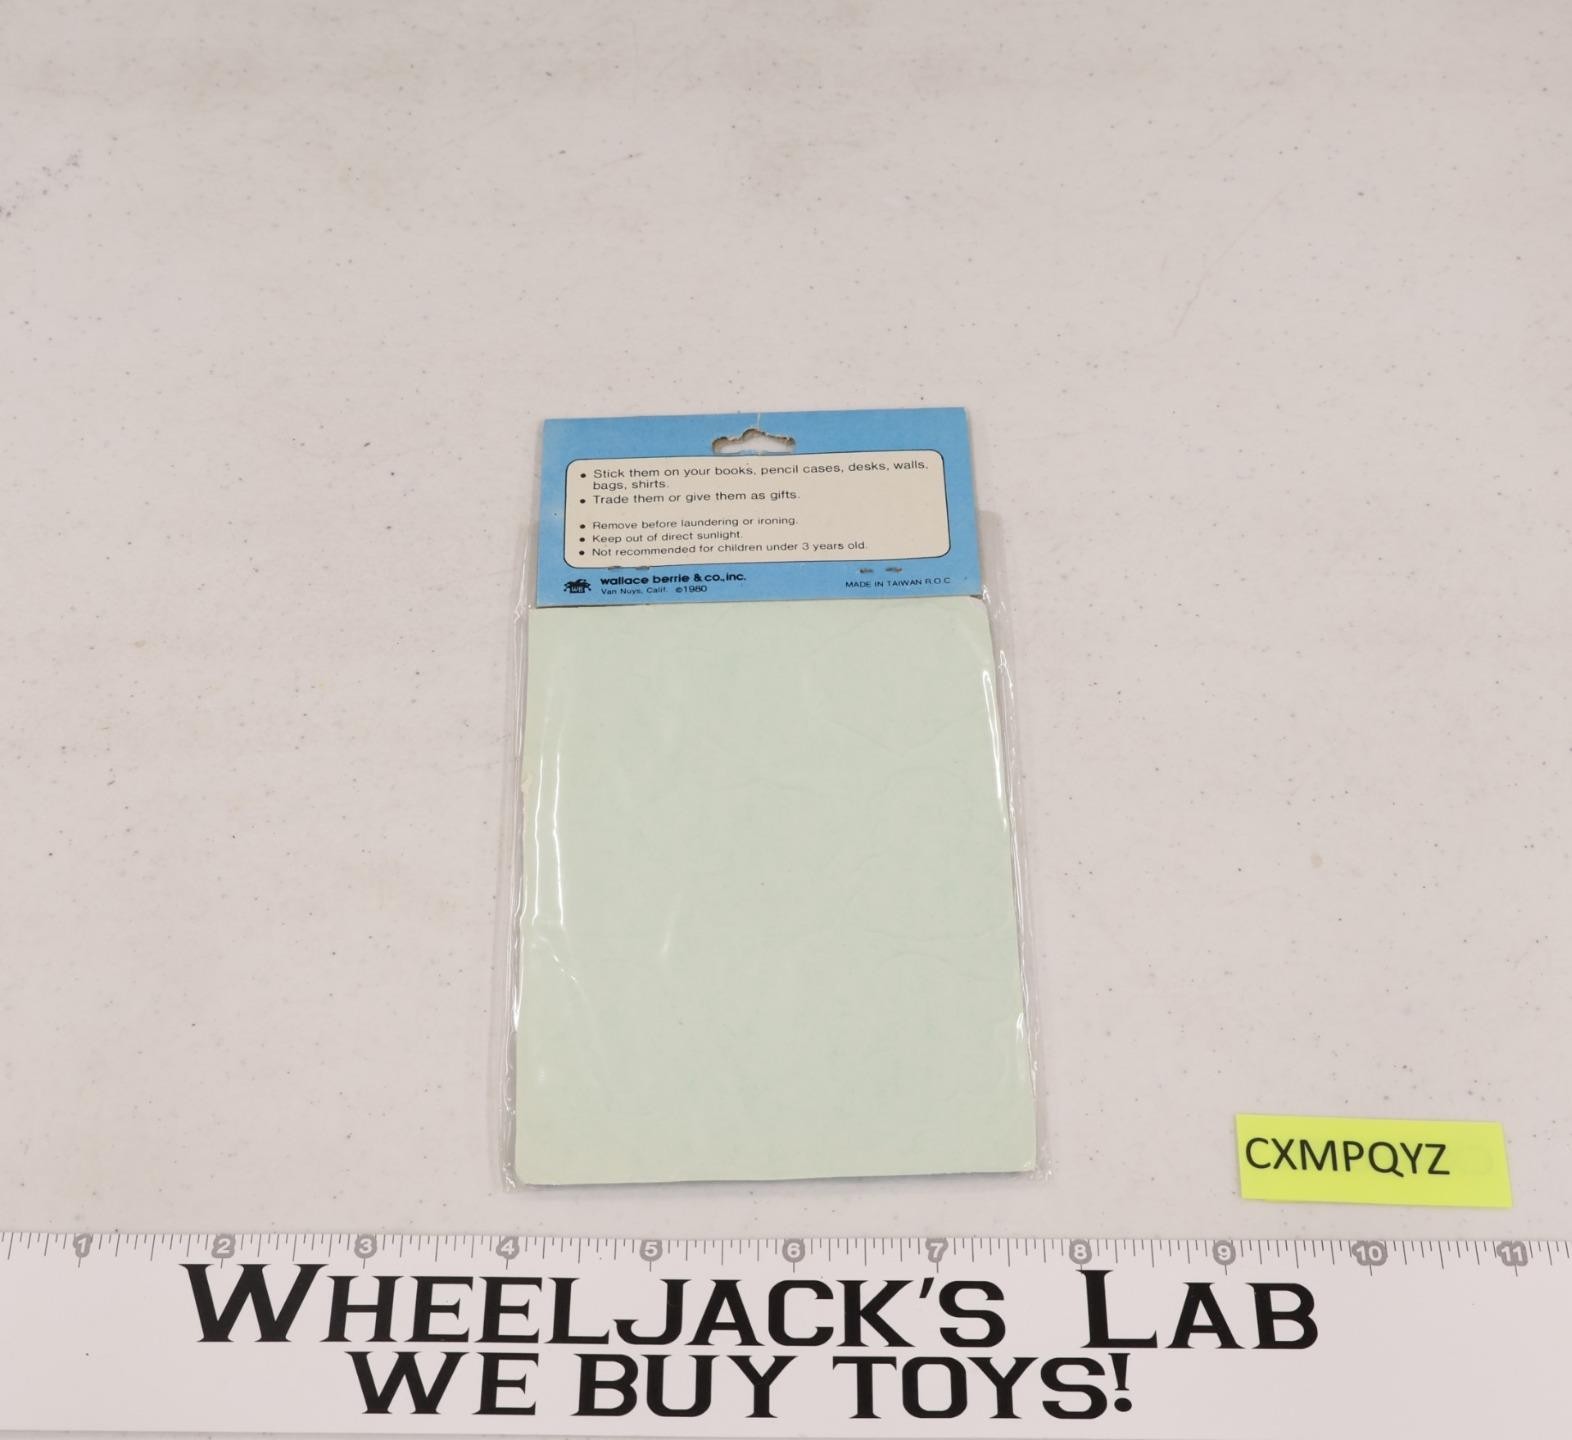 • Stick them on your books, pencil cases, desks, walls,
bags, shirts.
• Trade them or give them as gifts.
• Remove before laundering or ironing.
• Keep out of direct sunlight.
• Not recommended for children under 3 years old.
WB
wallace berrie & co., inc.
Van Nuys, Calif. ©1980
MADE IN TAIWAN R.O.C.
CXMPQYZ
1 2 3 4 5 6 7 8 9 10 11
WHEELJACK'S LAB
WE BUY TOYS!